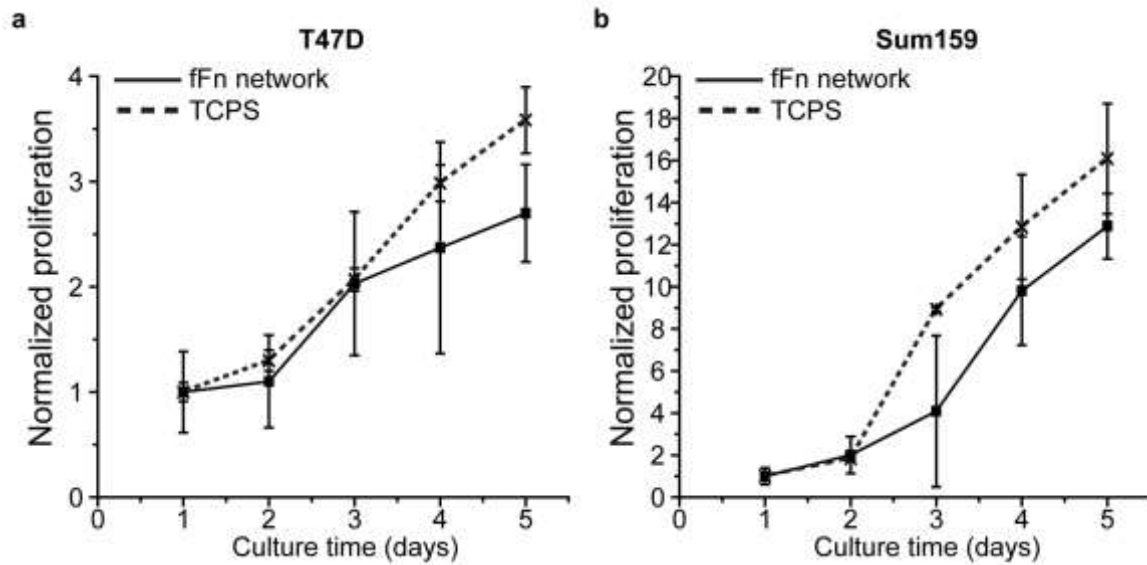 a
T47D
fFn network
TCPS
Normalized proliferation
4
3
2
1
0
0 1 2 3 4 5
Culture time (days)
b
Sum159
fFn network
TCPS
Normalized proliferation
20
18
16
14
12
10
8
6
4
2
0
0 1 2 3 4 5
Culture time (days)